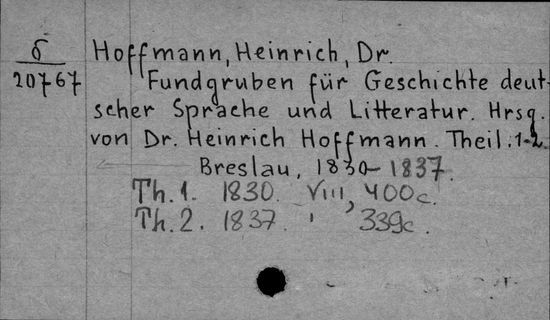 б/20767
Hoffmann, Heinrich, Dr.
Fundgruben für Geschichte deut-
scher Sprache und Litteratur. Hrsg.
von Dr. Heinrich Hoffmann. Theil. 1-2.
Breslau, 1830-1837.
Th. 1. 1830. VIII, 400c.
Th. 2. 1837. ' 339c.